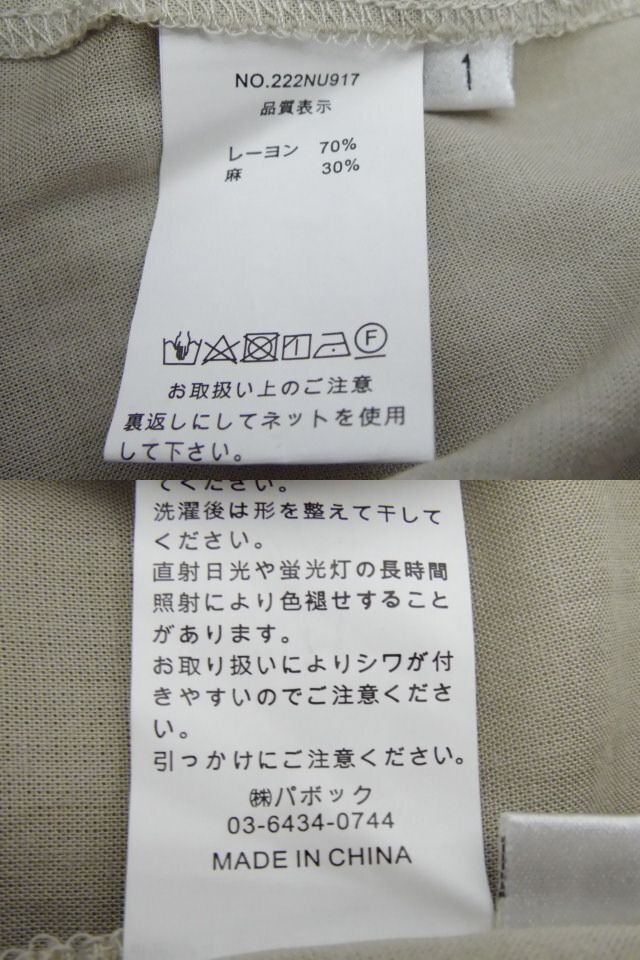 NO.222NU917
1
品質表示
レーヨン 70%
麻 30%
F
お取扱い上のご注意
裏返しにしてネットを使用
して下さい。
てください。
洗濯後は形を整えて干して
ください。
直射日光や蛍光灯の長時間
照射により色褪せすること
があります。
お取り扱いによりシワが付
きやすいのでご注意くださ
い。
引っかけにご注意ください。
㈱パボック
03-6434-0744
MADE IN CHINA